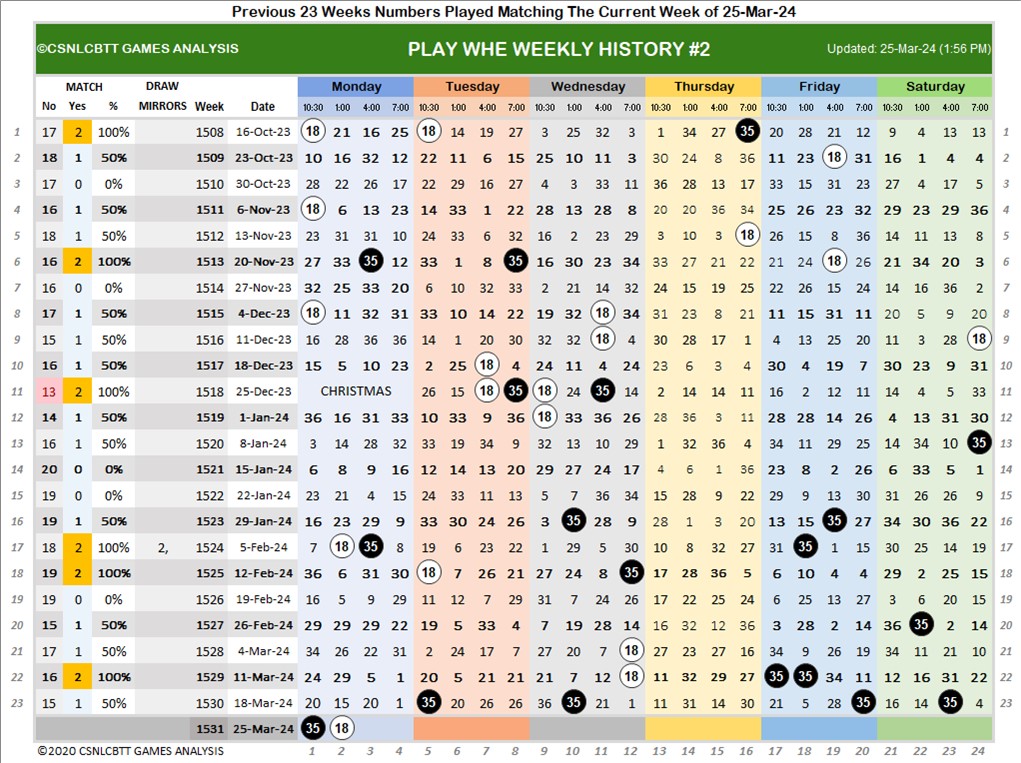 Previous 23 Weeks Numbers Played Matching The Current Week of 25-Mar-24
©CSNLCBTT GAMES ANALYSIS PLAY WHE WEEKLY HISTORY #2 Updated: 25-Mar-24 (1:56 PM)
MATCH DRAW Monday Tuesday Wednesday Thursday Friday Saturday
No Yes % MIRRORS Week Date 10:30 1:00 4:00 7:00 10:30 1:00 4:00 7:00 10:30 1:00 4:00 7:00 10:30 1:00 4:00 7:00 10:30 1:00 4:00 7:00 10:30 1:00 4:00 7:00
1 17 2 100% 1508 16-Oct-23 18 21 16 25 18 14 19 27 3 25 32 3 1 34 27 35 20 28 21 12 9 4 13 13 1
2 18 1 50% 1509 23-Oct-23 10 16 32 12 22 11 6 15 25 10 11 3 30 24 8 36 11 23 18 31 16 1 4 4 2
3 17 0 0% 1510 30-Oct-23 28 22 26 17 22 29 16 27 4 3 33 11 36 28 13 17 33 15 31 23 27 4 17 5 3
4 16 1 50% 1511 6-Nov-23 18 6 13 23 14 33 1 22 28 13 28 8 20 20 36 34 25 26 23 32 29 23 29 36 4
5 18 1 50% 1512 13-Nov-23 23 31 31 10 24 33 6 32 16 2 23 29 3 10 3 18 26 15 8 36 14 11 13 8 5
6 16 2 100% 1513 20-Nov-23 27 33 35 12 33 1 8 35 16 30 23 34 33 27 21 22 21 24 18 26 21 34 20 3 6
7 16 0 0% 1514 27-Nov-23 32 25 33 20 6 10 32 33 2 21 14 32 24 15 19 25 22 26 15 24 14 16 36 2 7
8 17 1 50% 1515 4-Dec-23 18 11 32 31 33 10 14 22 19 32 18 34 31 23 8 21 11 15 31 11 20 5 9 20 8
9 15 1 50% 1516 11-Dec-23 16 28 36 36 14 1 20 30 32 32 18 4 30 28 17 1 4 13 25 20 11 3 28 18 9
10 16 1 50% 1517 18-Dec-23 15 5 10 23 2 25 18 4 24 11 4 24 23 6 3 4 30 4 19 7 30 23 9 31 10
11 13 2 100% 1518 25-Dec-23 CHRISTMAS 26 15 18 35 18 24 35 14 2 14 14 11 16 2 12 11 14 4 5 33 11
12 14 1 50% 1519 1-Jan-24 36 16 31 33 10 33 9 36 18 33 36 26 28 36 3 11 28 28 14 26 4 13 31 30 12
13 16 1 50% 1520 8-Jan-24 3 14 28 32 33 19 34 9 32 13 10 29 1 32 36 4 34 11 29 25 14 34 10 35 13
14 20 0 0% 1521 15-Jan-24 6 8 9 16 12 14 13 20 29 27 24 17 4 6 1 36 23 8 2 26 6 33 5 1 14
15 19 0 0% 1522 22-Jan-24 23 21 4 15 24 33 11 13 5 7 36 34 15 28 9 22 29 9 13 30 31 26 26 9 15
16 19 1 50% 1523 29-Jan-24 16 23 29 9 33 30 24 26 3 35 28 9 28 1 3 20 13 15 35 27 34 30 36 22 16
17 18 2 100% 2, 1524 5-Feb-24 7 18 35 8 19 6 23 22 1 29 5 30 10 8 32 27 31 35 1 15 30 25 14 19 17
18 19 2 100% 1525 12-Feb-24 36 6 31 30 18 7 26 21 27 24 8 35 17 28 36 5 6 10 4 4 29 2 25 15 18
19 19 0 0% 1526 19-Feb-24 16 5 9 29 11 12 7 29 31 7 24 26 17 22 25 24 6 25 13 27 3 6 20 15 19
20 15 1 50% 1527 26-Feb-24 29 29 29 22 19 5 33 4 7 19 28 14 16 32 12 36 3 28 2 14 36 35 2 14 20
21 17 1 50% 1528 4-Mar-24 34 26 22 31 2 24 17 7 27 20 7 18 27 23 27 16 34 9 26 19 34 11 21 10 21
22 16 2 100% 1529 11-Mar-24 24 29 5 1 20 5 21 21 21 7 12 18 11 32 29 27 35 35 34 11 12 16 31 22 22
23 15 1 50% 1530 18-Mar-24 20 15 20 1 35 20 26 26 36 35 21 1 11 31 14 30 21 5 28 35 16 14 35 4 23
1531 25-Mar-24 35 18
©2020 CSNLCBTT GAMES ANALYSIS 1 2 3 4 5 6 7 8 9 10 11 12 13 14 15 16 17 18 19 20 21 22 23 24